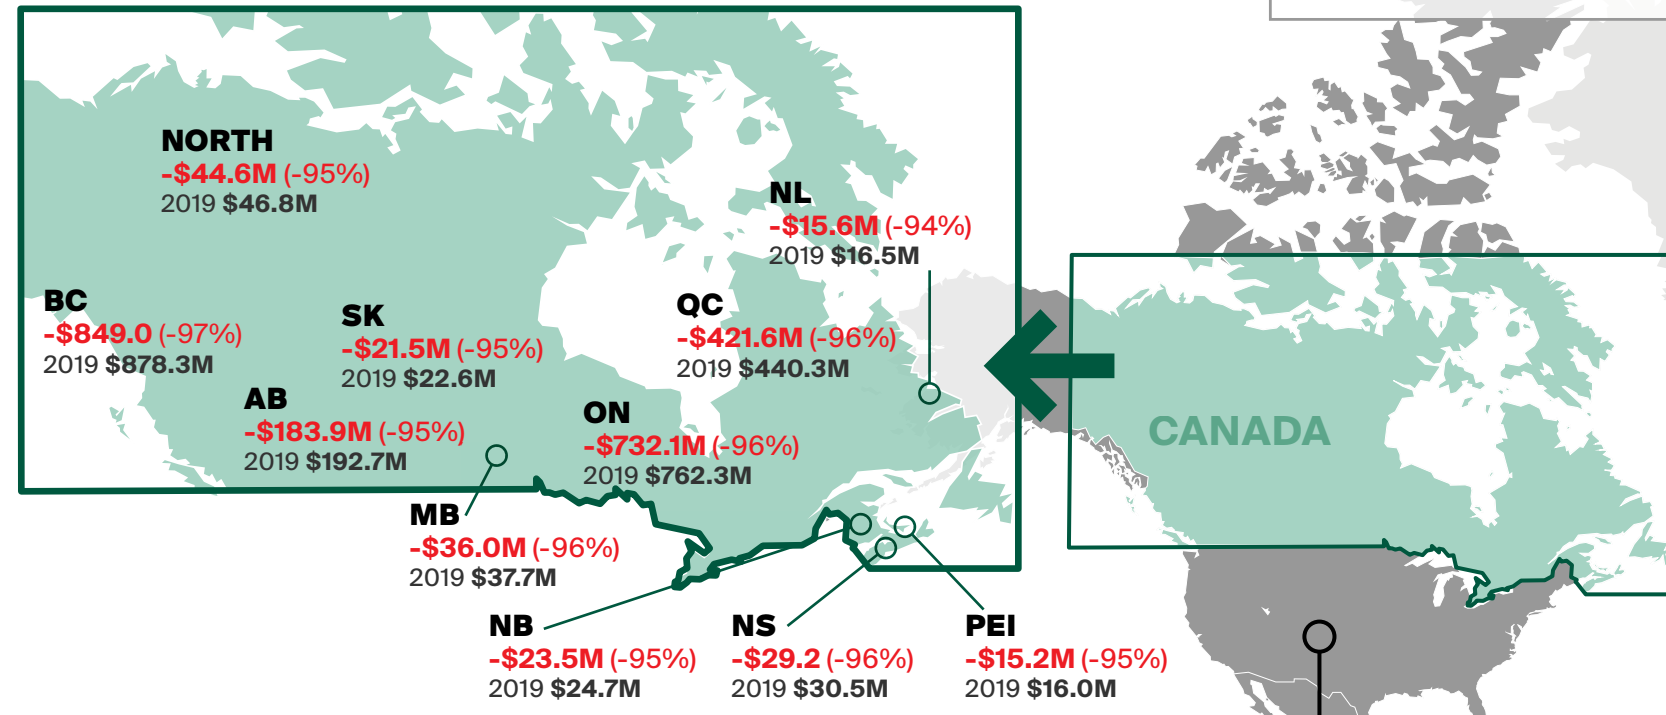 NORTH
-$44.6M (-95%)
2019 $46.8M
NL
-$15.6M (-94%)
2019 $16.5M
BC
-$849.0 (-97%)
2019 $878.3M
SK
-$21.5M (-95%)
2019 $22.6M
QC
-$421.6M (-96%)
2019 $440.3M
AB
-$183.9M (-95%)
2019 $192.7M
ON
-$732.1M (-96%)
2019 $762.3M
CANADA
MB
-$36.0M (-96%)
2019 $37.7M
NB
-$23.5M (-95%)
2019 $24.7M
NS
-$29.2 (-96%)
2019 $30.5M
PEI
-$15.2M (-95%)
2019 $16.0M